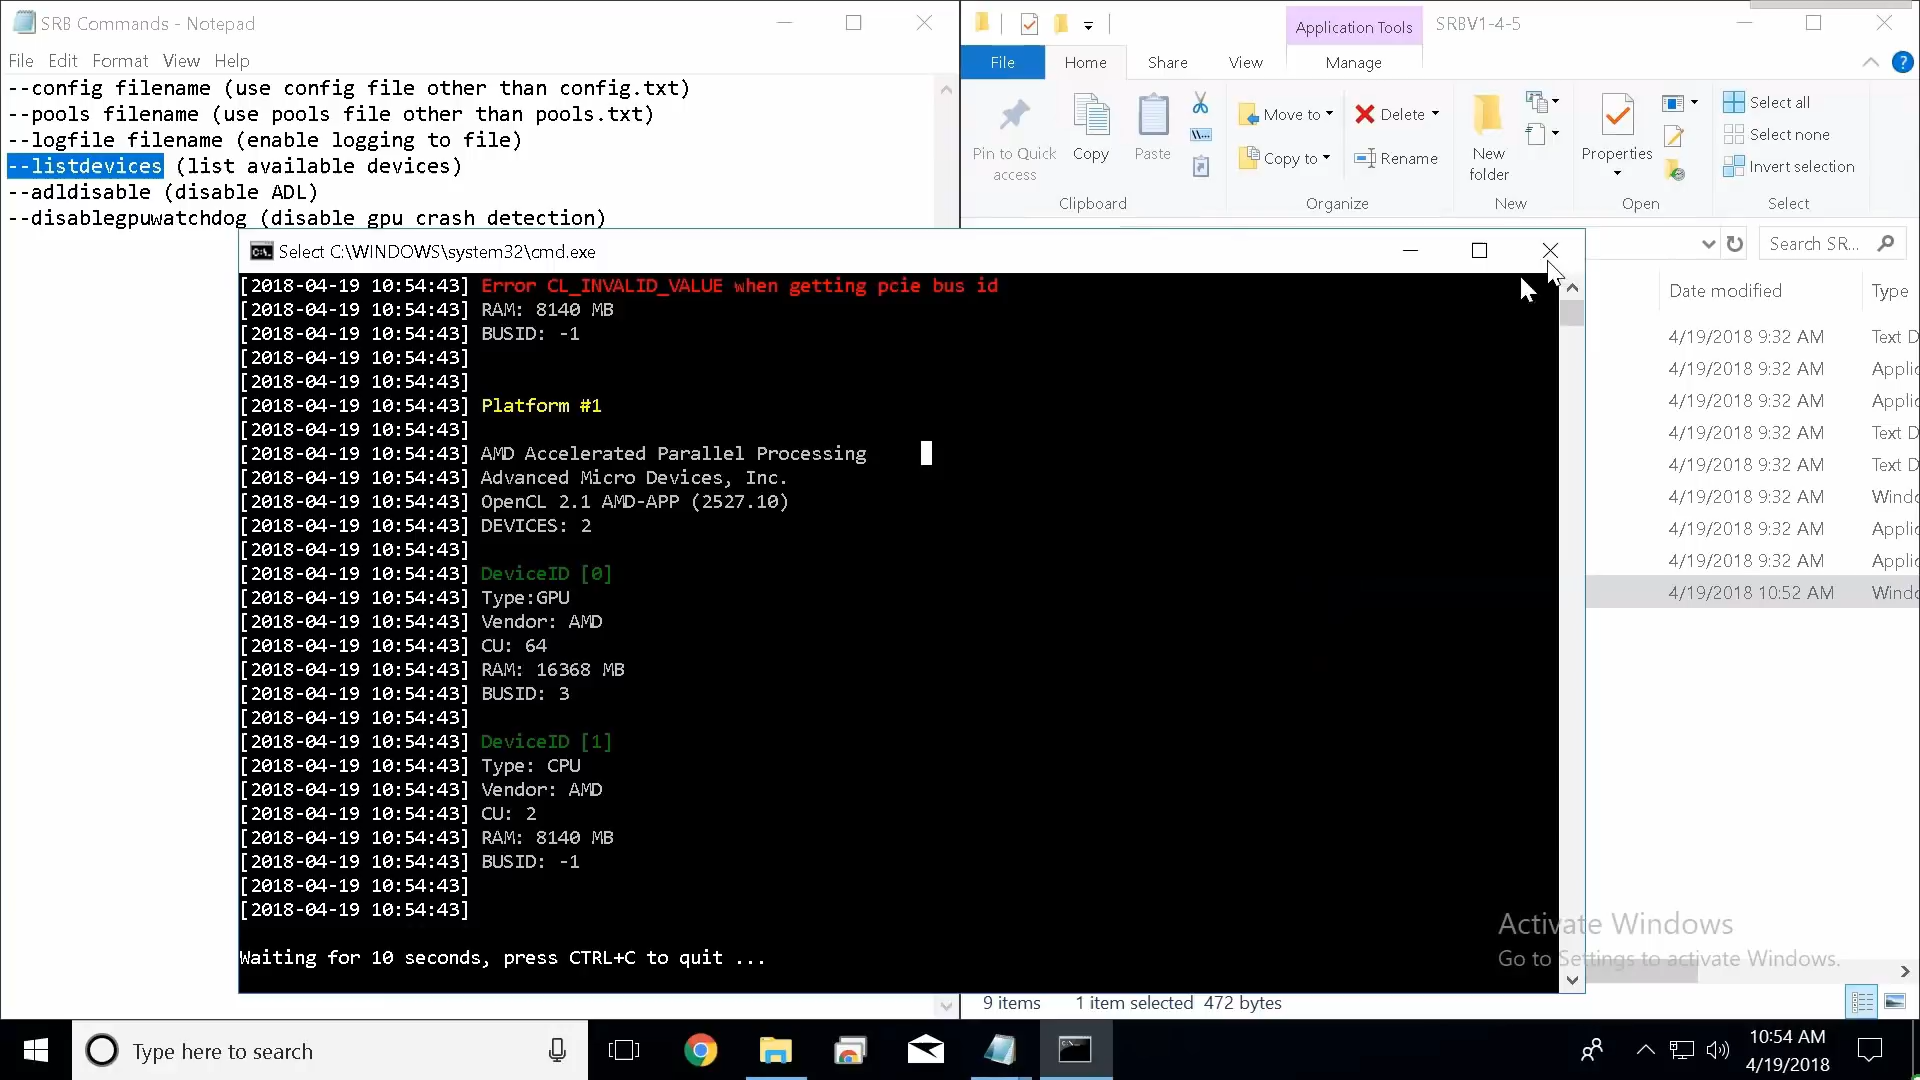 SRB Commands - Notepad
File Edit Format View Help
--config filename (use config file other than config.txt)
--pools filename (use pools file other than pools.txt)
--logfile filename (enable logging to file)
--listdevices (list available devices)
--adldisable (disable ADL)
--disablegpuwatchdog (disable gpu crash detection)
Application Tools
SRBV1-4-5
File
Home
Share
View
Manage
Pin to Quick
access
Copy
Paste
Clipboard
Move to
Copy to
Delete
Rename
Organize
New
folder
New
Properties
Open
Select all
Select none
Invert selection
Select
Search SR...
Date modified
Type
4/19/2018 9:32 AM Text D
4/19/2018 9:32 AM Applic
4/19/2018 9:32 AM Applic
4/19/2018 9:32 AM Text D
4/19/2018 9:32 AM Text D
4/19/2018 9:32 AM Windo
4/19/2018 9:32 AM Applic
4/19/2018 9:32 AM Applic
4/19/2018 10:52 AM Windo
Select C:\WINDOWS\system32\cmd.exe
[2018-04-19 10:54:43] Error CL_INVALID_VALUE when getting pcie bus id
[2018-04-19 10:54:43] RAM: 8140 MB
[2018-04-19 10:54:43] BUSID: -1
[2018-04-19 10:54:43]
[2018-04-19 10:54:43]
[2018-04-19 10:54:43] Platform #1
[2018-04-19 10:54:43]
[2018-04-19 10:54:43] AMD Accelerated Parallel Processing
[2018-04-19 10:54:43] Advanced Micro Devices, Inc.
[2018-04-19 10:54:43] OpenCL 2.1 AMD-APP (2527.10)
[2018-04-19 10:54:43] DEVICES: 2
[2018-04-19 10:54:43]
[2018-04-19 10:54:43] DeviceID [0]
[2018-04-19 10:54:43] Type:GPU
[2018-04-19 10:54:43] Vendor: AMD
[2018-04-19 10:54:43] CU: 64
[2018-04-19 10:54:43] RAM: 16368 MB
[2018-04-19 10:54:43] BUSID: 3
[2018-04-19 10:54:43]
[2018-04-19 10:54:43] DeviceID [1]
[2018-04-19 10:54:43] Type: CPU
[2018-04-19 10:54:43] Vendor: AMD
[2018-04-19 10:54:43] CU: 2
[2018-04-19 10:54:43] RAM: 8140 MB
[2018-04-19 10:54:43] BUSID: -1
[2018-04-19 10:54:43]
[2018-04-19 10:54:43]
Waiting for 10 seconds, press CTRL+C to quit ...
Activate Windows
Go to Settings to activate Windows.
9 items 1 item selected 472 bytes
Type here to search
10:54 AM
4/19/2018